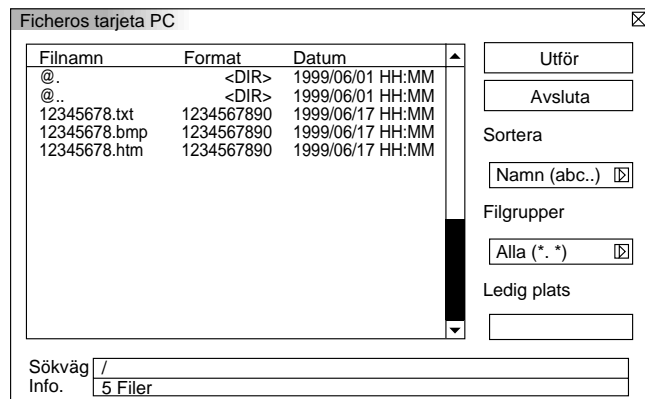 Ficheros tarjeta PC
Filnamn Format Datum
@. <DIR> 1999/06/01 HH:MM
@.. <DIR> 1999/06/01 HH:MM
12345678.txt 1234567890 1999/06/17 HH:MM
12345678.bmp 1234567890 1999/06/17 HH:MM
12345678.htm 1234567890 1999/06/17 HH:MM
Utför
Avsluta
Sortera
Namn (abc..)
Filgrupper
Alla (*. *)
Ledig plats
Sökväg /
Info. 5 Filer